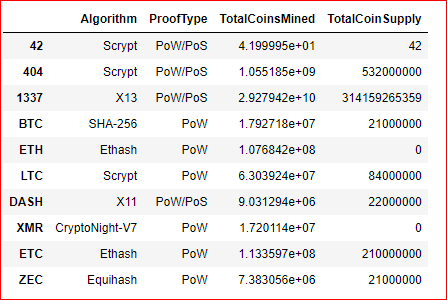 Algorithm ProofType TotalCoinsMined TotalCoinSupply
42 Scrypt PoW/PoS 4.199995e+01 42
404 Scrypt PoW/PoS 1.055185e+09 532000000
1337 X13 PoW/PoS 2.927942e+10 314159265359
BTC SHA-256 PoW 1.792718e+07 21000000
ETH Ethash PoW 1.076842e+08 0
LTC Scrypt PoW 6.303924e+07 84000000
DASH X11 PoW/PoS 9.031294e+06 22000000
XMR CryptoNight-V7 PoW 1.720114e+07 0
ETC Ethash PoW 1.133597e+08 210000000
ZEC Equihash PoW 7.383056e+06 21000000